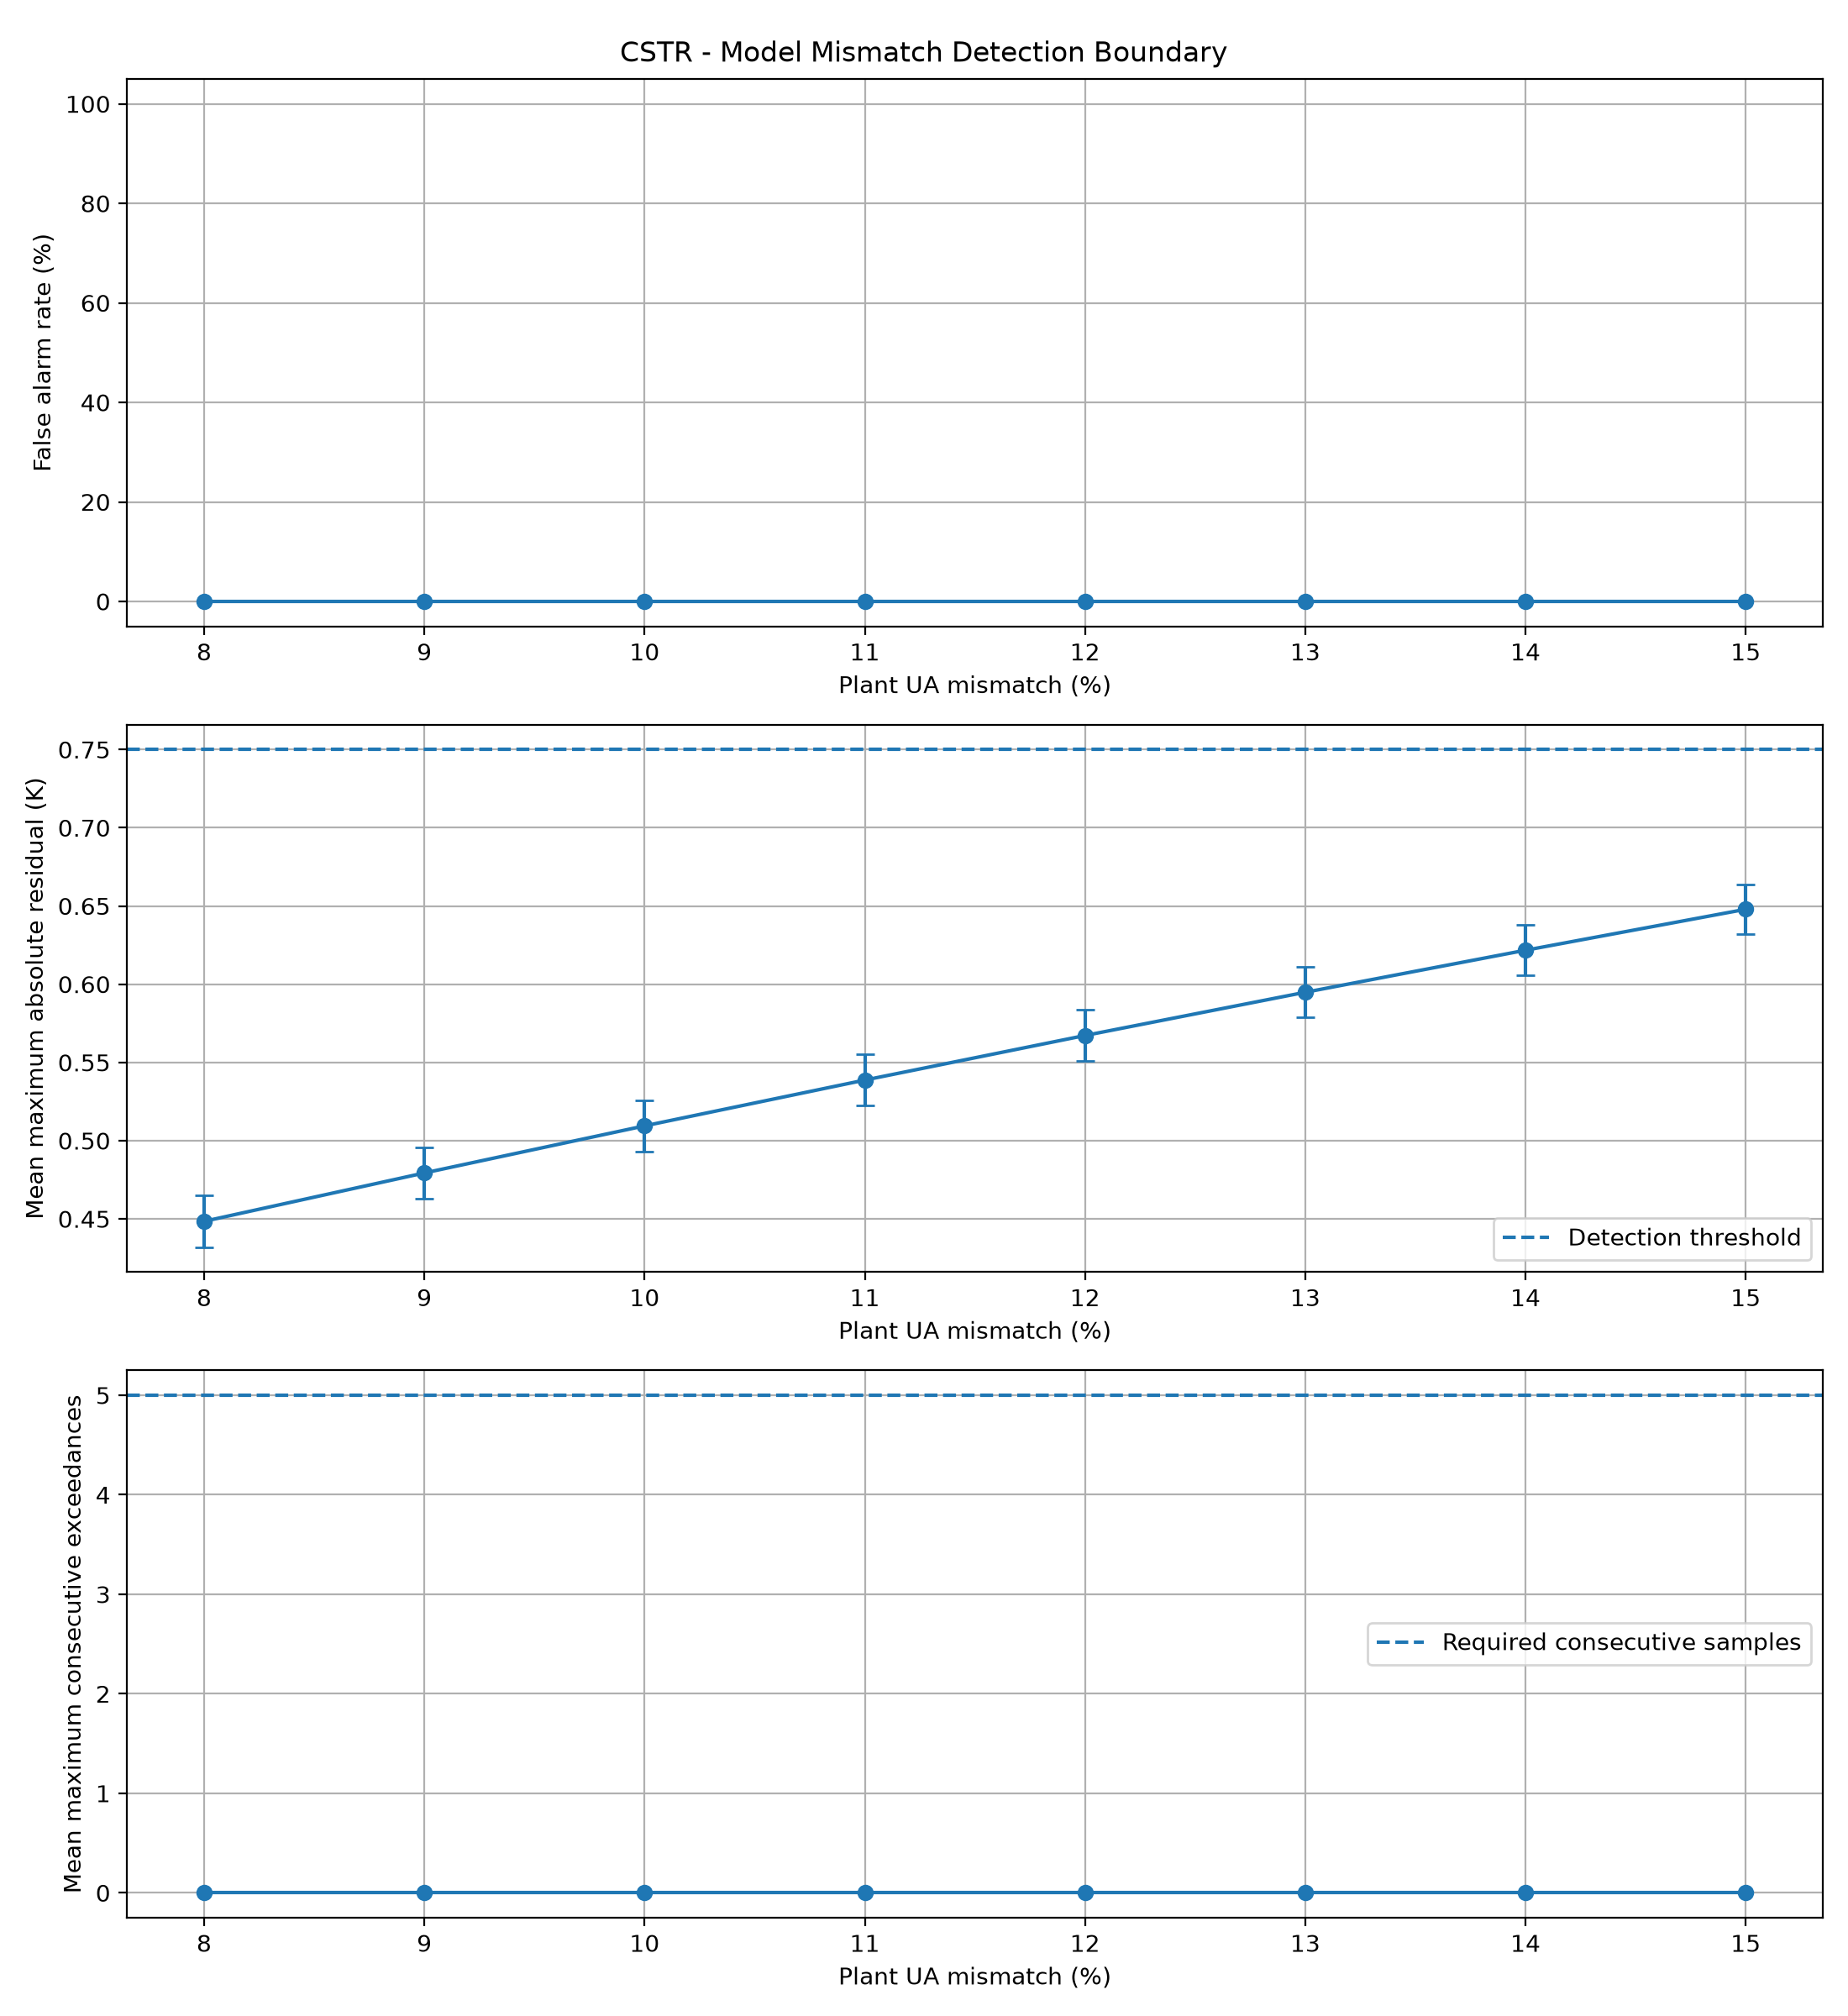 CSTR - Model Mismatch Detection Boundary
False alarm rate (%)
100
80
60
40
20
0
8 9 10 11 12 13 14 15
Plant UA mismatch (%)
Mean maximum absolute residual (K)
0.75
0.70
0.65
0.60
0.55
0.50
0.45
Detection threshold
8 9 10 11 12 13 14 15
Plant UA mismatch (%)
Mean maximum consecutive exceedances
5
4
3
2
1
0
Required consecutive samples
8 9 10 11 12 13 14 15
Plant UA mismatch (%)